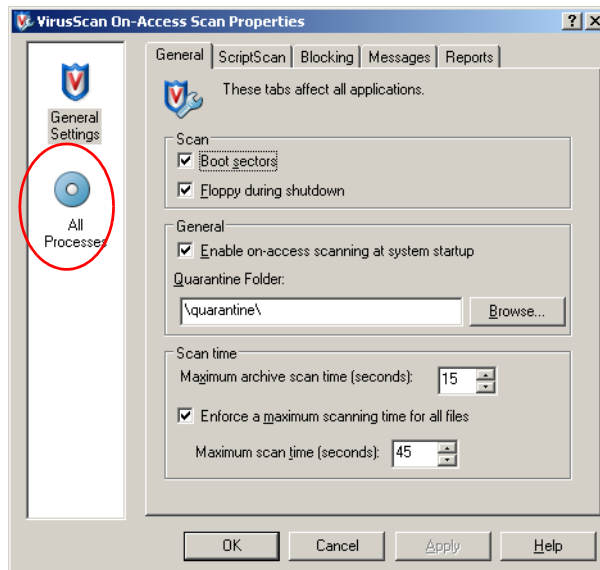 VirusScan On-Access Scan Properties
General
Settings
All
Processes
General ScriptScan Blocking Messages Reports
These tabs affect all applications.
Scan
Boot sectors
Floppy during shutdown
General
Enable on-access scanning at system startup
Quarantine Folder:
\quarantine\ Browse...
Scan time
Maximum archive scan time (seconds): 15
Enforce a maximum scanning time for all files
Maximum scan time (seconds): 45
OK Cancel Apply Help